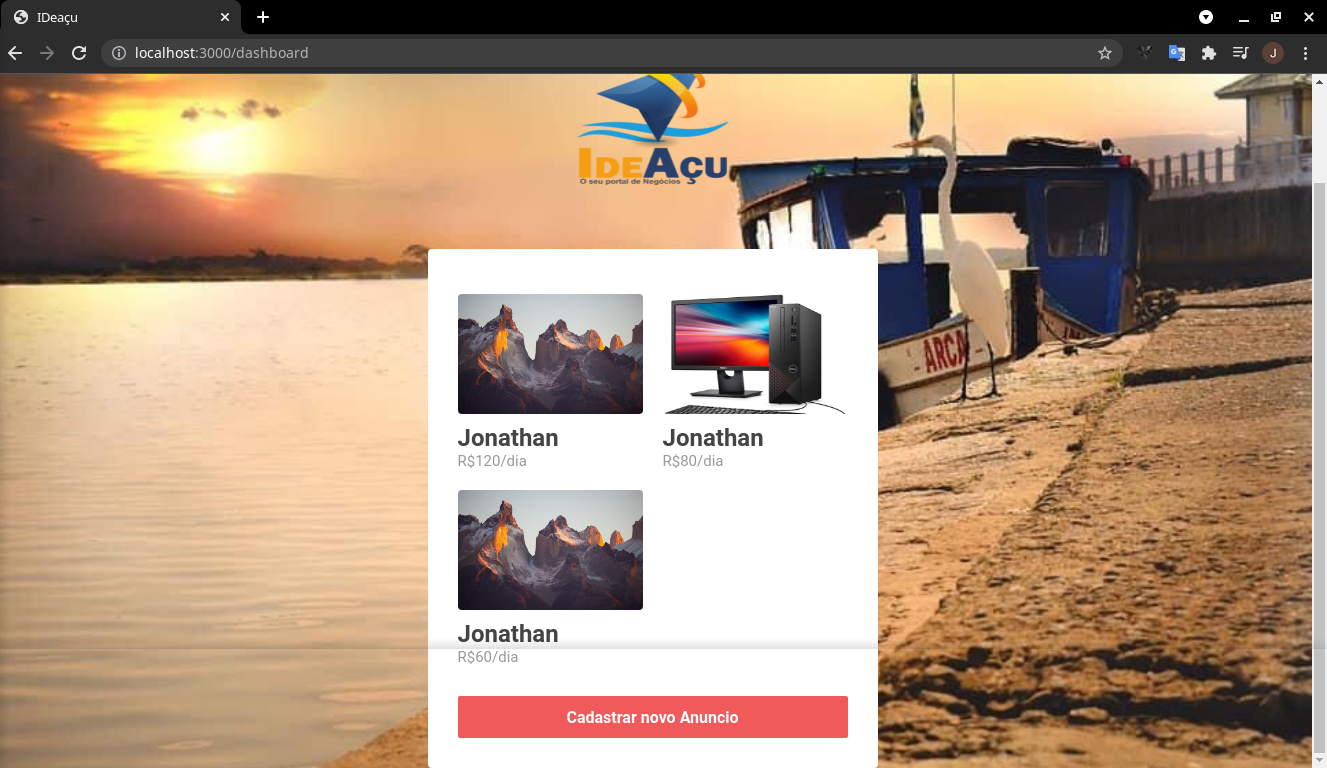 IDeaçu
localhost:3000/dashboard
J
IDEAÇU
O seu portal de Negócios
ARCA
Jonathan
R$120/dia
Jonathan
R$80/dia
Jonathan
R$60/dia
Cadastrar novo Anuncio